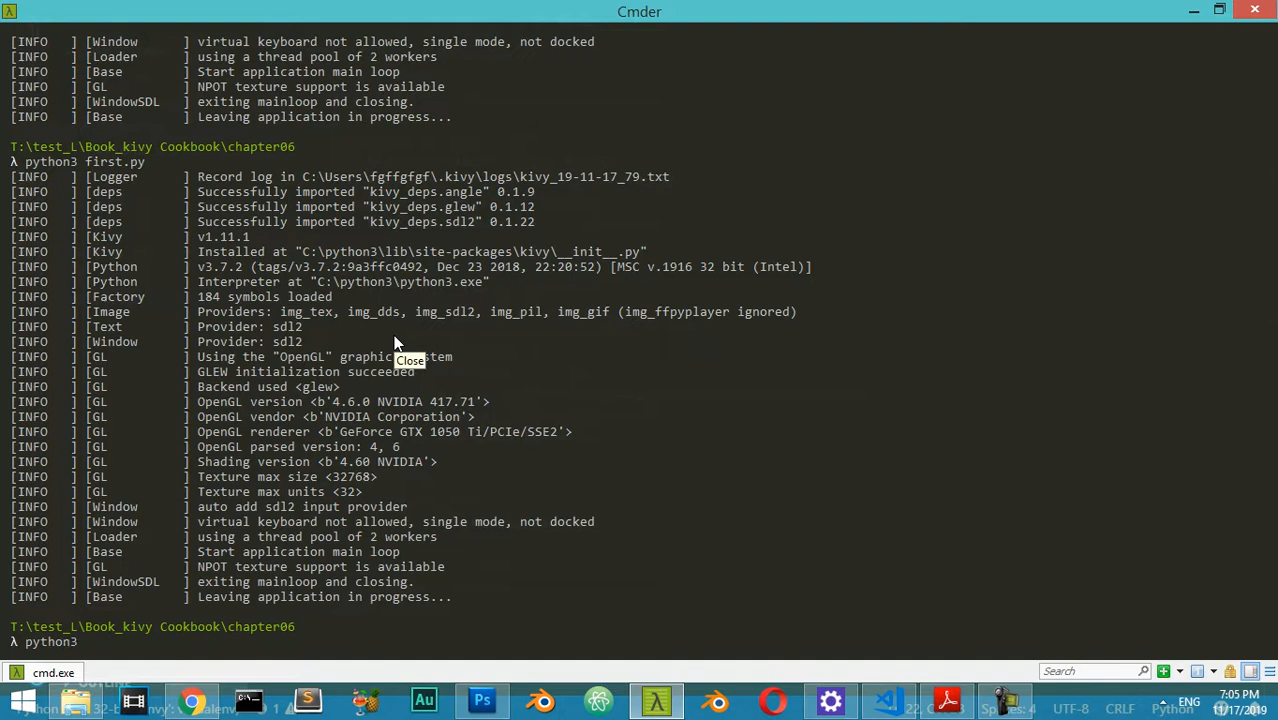 Cmder
[INFO   ] [Window      ] virtual keyboard not allowed, single mode, not docked
[INFO   ] [Loader      ] using a thread pool of 2 workers
[INFO   ] [Base        ] Start application main loop
[INFO   ] [GL          ] NPOT texture support is available
[INFO   ] [WindowSDL   ] exiting mainloop and closing.
[INFO   ] [Base        ] Leaving application in progress...
T:\test_L\Book_kivy Cookbook\chapter06
λ python3 first.py
[INFO   ] [Logger      ] Record log in C:\Users\fgffgfgf\.kivy\logs\kivy_19-11-17_79.txt
[INFO   ] [deps        ] Successfully imported "kivy_deps.angle" 0.1.9
[INFO   ] [deps        ] Successfully imported "kivy_deps.glew" 0.1.12
[INFO   ] [deps        ] Successfully imported "kivy_deps.sdl2" 0.1.22
[INFO   ] [Kivy        ] v1.11.1
[INFO   ] [Kivy        ] Installed at "C:\python3\lib\site-packages\kivy\__init__.py"
[INFO   ] [Python      ] v3.7.2 (tags/v3.7.2:9a3ffc0492, Dec 23 2018, 22:20:52) [MSC v.1916 32 bit (Intel)]
[INFO   ] [Python      ] Interpreter at "C:\python3\python3.exe"
[INFO   ] [Factory     ] 184 symbols loaded
[INFO   ] [Image       ] Providers: img_tex, img_dds, img_sdl2, img_pil, img_gif (img_ffpyplayer ignored)
[INFO   ] [Text        ] Provider: sdl2
[INFO   ] [Window      ] Provider: sdl2
[INFO   ] [GL          ] Using the "OpenGL" graphic stem
Close
[INFO   ] [GL          ] GLEW initialization succeeded
[INFO   ] [GL          ] Backend used <glew>
[INFO   ] [GL          ] OpenGL version <b'4.6.0 NVIDIA 417.71'>
[INFO   ] [GL          ] OpenGL vendor <b'NVIDIA Corporation'>
[INFO   ] [GL          ] OpenGL renderer <b'GeForce GTX 1050 Ti/PCIe/SSE2'>
[INFO   ] [GL          ] OpenGL parsed version: 4, 6
[INFO   ] [GL          ] Shading version <b'4.60 NVIDIA'>
[INFO   ] [GL          ] Texture max size <32768>
[INFO   ] [GL          ] Texture max units <32>
[INFO   ] [Window      ] auto add sdl2 input provider
[INFO   ] [Window      ] virtual keyboard not allowed, single mode, not docked
[INFO   ] [Loader      ] using a thread pool of 2 workers
[INFO   ] [Base        ] Start application main loop
[INFO   ] [GL          ] NPOT texture support is available
[INFO   ] [WindowSDL   ] exiting mainloop and closing.
[INFO   ] [Base        ] Leaving application in progress...
T:\test_L\Book_kivy Cookbook\chapter06
λ python3
cmd.exe
Search
ENG
7:05 PM
11/17/2019
Spaces: 4 UTF-8 CRLF Python